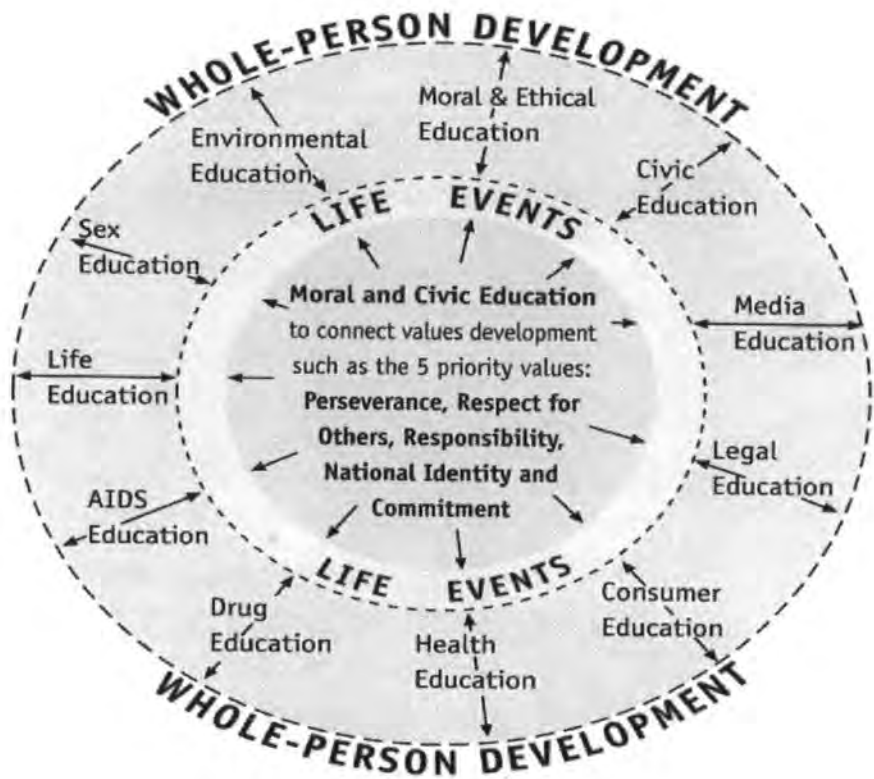 WHOLE-PERSON DEVELOPMENT
Moral & Ethical
Education
Environmental
Education
Civic
Education
Sex
Education
LIFE EVENTS
Moral and Civic Education
to connect values development
such as the 5 priority values:
Perseverance, Respect for
Others, Responsibility,
National Identity and
Commitment
Media
Education
Life
Education
Legal
Education
AIDS
Education
LIFE EVENTS
Consumer
Education
Drug
Education
Health
Education
WHOLE-PERSON DEVELOPMENT